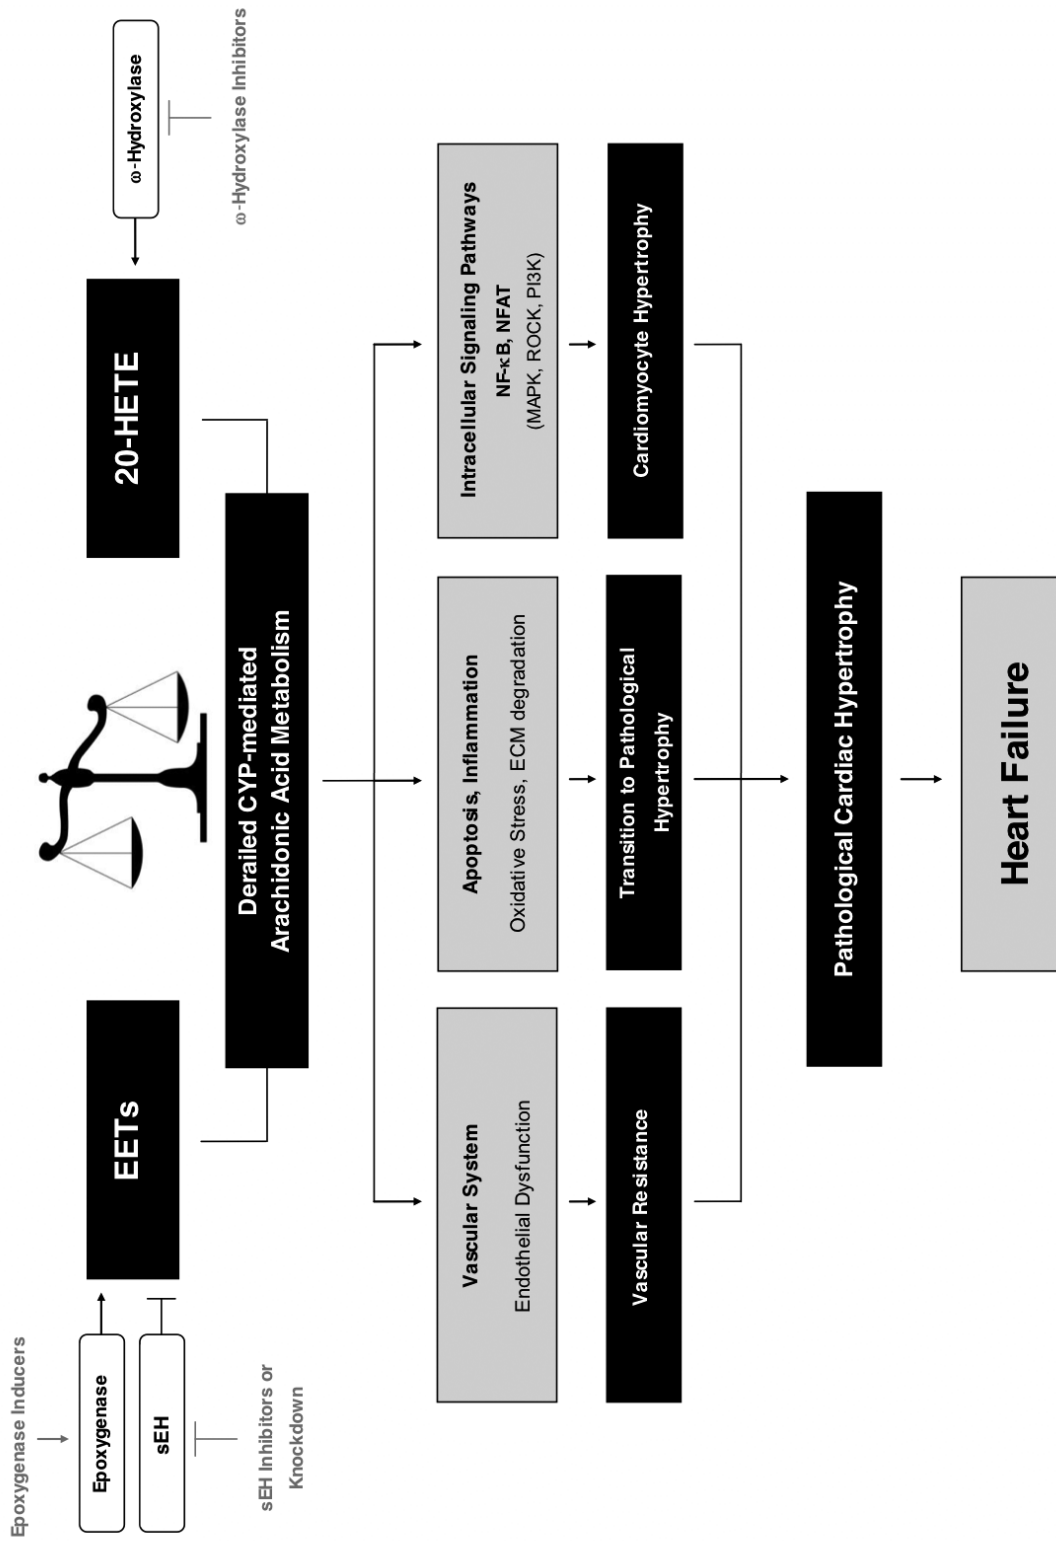 Epoxygenase Inducers
Epoxygenase
sEH
sEH Inhibitors or
Knockdown
EETs
20-HETE
ω-Hydroxylase
ω-Hydroxylase Inhibitors
Derailed CYP-mediated
Arachidonic Acid Metabolism
Vascular System
Endothelial Dysfunction
Apoptosis, Inflammation
Oxidative Stress, ECM degradation
Intracellular Signaling Pathways
NF-κB, NFAT
(MAPK, ROCK, PI3K)
Vascular Resistance
Transition to Pathological
Hypertrophy
Cardiomyocyte Hypertrophy
Pathological Cardiac Hypertrophy
Heart Failure